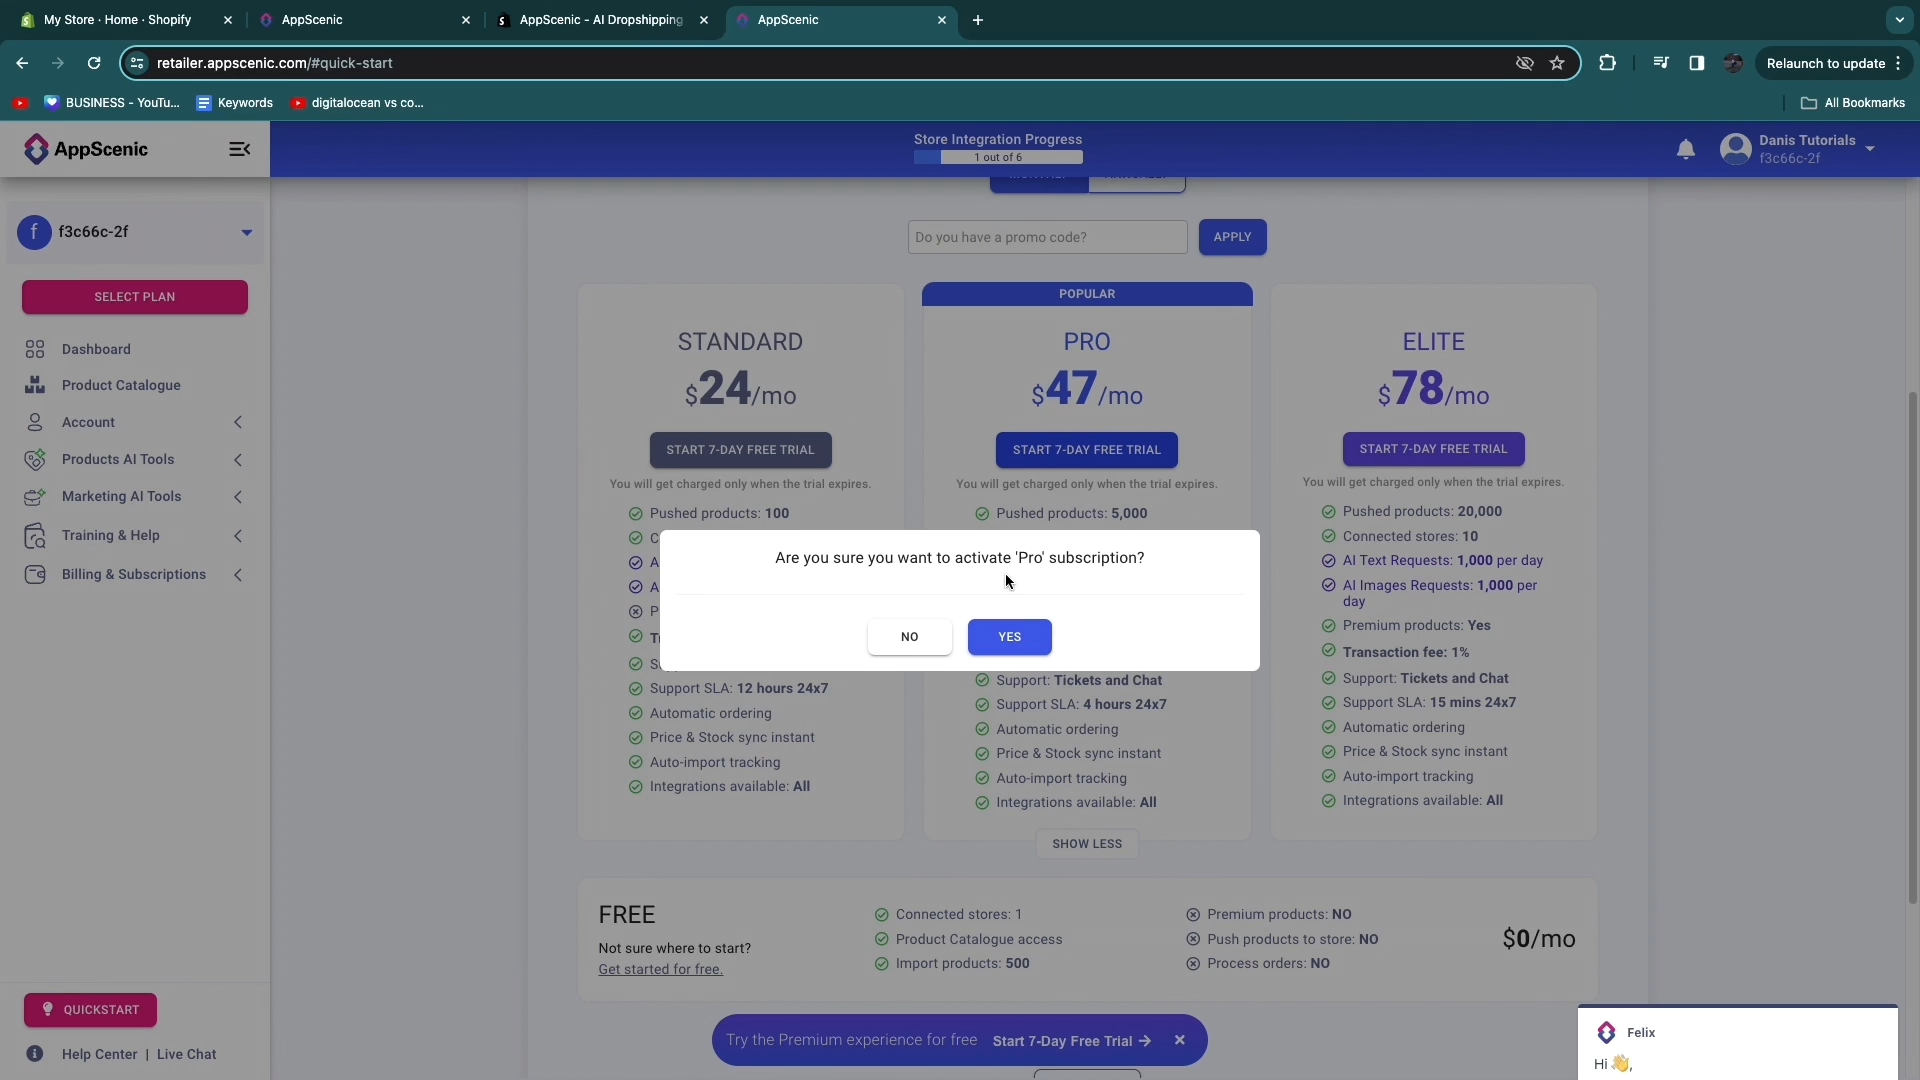 My Store · Home · Shopify
AppScenic
AppScenic - AI Dropshipping
AppScenic
retailer.appscenic.com/#quick-start
Relaunch to update
BUSINESS - YouTu...
Keywords
digitalocean vs co...
All Bookmarks
AppScenic
Store Integration Progress
1 out of 6
Danis Tutorials
f3c66c-2f
f
f3c66c-2f
SELECT PLAN
Dashboard
Product Catalogue
Account
Products AI Tools
Marketing AI Tools
Training & Help
Billing & Subscriptions
QUICKSTART
Help Center | Live Chat
Do you have a promo code?
APPLY
STANDARD
$24/mo
START 7-DAY FREE TRIAL
You will get charged only when the trial expires.
Pushed products: 100
C
A
A
P
S
Support SLA: 12 hours 24x7
Automatic ordering
Price & Stock sync instant
Auto-import tracking
Integrations available: All
POPULAR
PRO
$47/mo
START 7-DAY FREE TRIAL
You will get charged only when the trial expires.
Pushed products: 5,000
Support: Tickets and Chat
Support SLA: 4 hours 24x7
Automatic ordering
Price & Stock sync instant
Auto-import tracking
Integrations available: All
ELITE
$78/mo
START 7-DAY FREE TRIAL
You will get charged only when the trial expires.
Pushed products: 20,000
Connected stores: 10
AI Text Requests: 1,000 per day
AI Images Requests: 1,000 per
day
Premium products: Yes
Transaction fee: 1%
Support: Tickets and Chat
Support SLA: 15 mins 24x7
Automatic ordering
Price & Stock sync instant
Auto-import tracking
Integrations available: All
Are you sure you want to activate 'Pro' subscription?
NO
YES
SHOW LESS
FREE
Not sure where to start?
Get started for free.
Connected stores: 1
Product Catalogue access
Import products: 500
Premium products: NO
Push products to store: NO
Process orders: NO
$0/mo
Try the Premium experience for free Start 7-Day Free Trial →
Felix
Hi 👋,